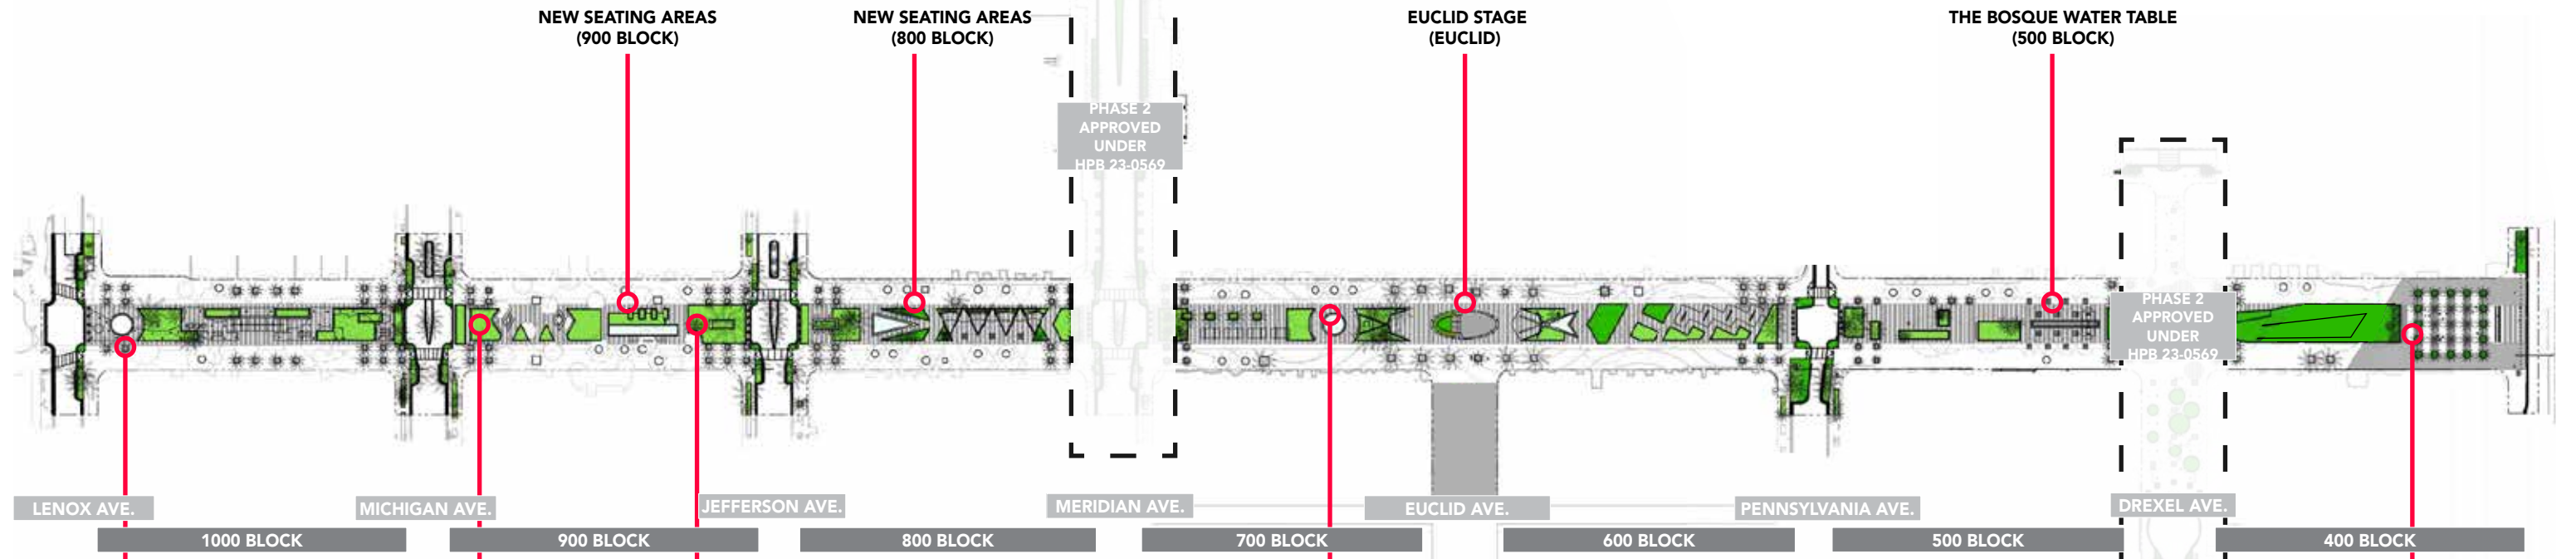 NEW SEATING AREAS
(900 BLOCK)
NEW SEATING AREAS
(800 BLOCK)
EUCLID STAGE
(EUCLID)
THE BOSQUE WATER TABLE
(500 BLOCK)
PHASE 2
APPROVED
UNDER
HPB 23-0569
PHASE 2
APPROVED
UNDER
HPB 23-0569
LENOX AVE.
MICHIGAN AVE.
JEFFERSON AVE.
MERIDIAN AVE.
EUCLID AVE.
PENNSYLVANIA AVE.
DREXEL AVE.
1000 BLOCK
900 BLOCK
800 BLOCK
700 BLOCK
600 BLOCK
500 BLOCK
400 BLOCK